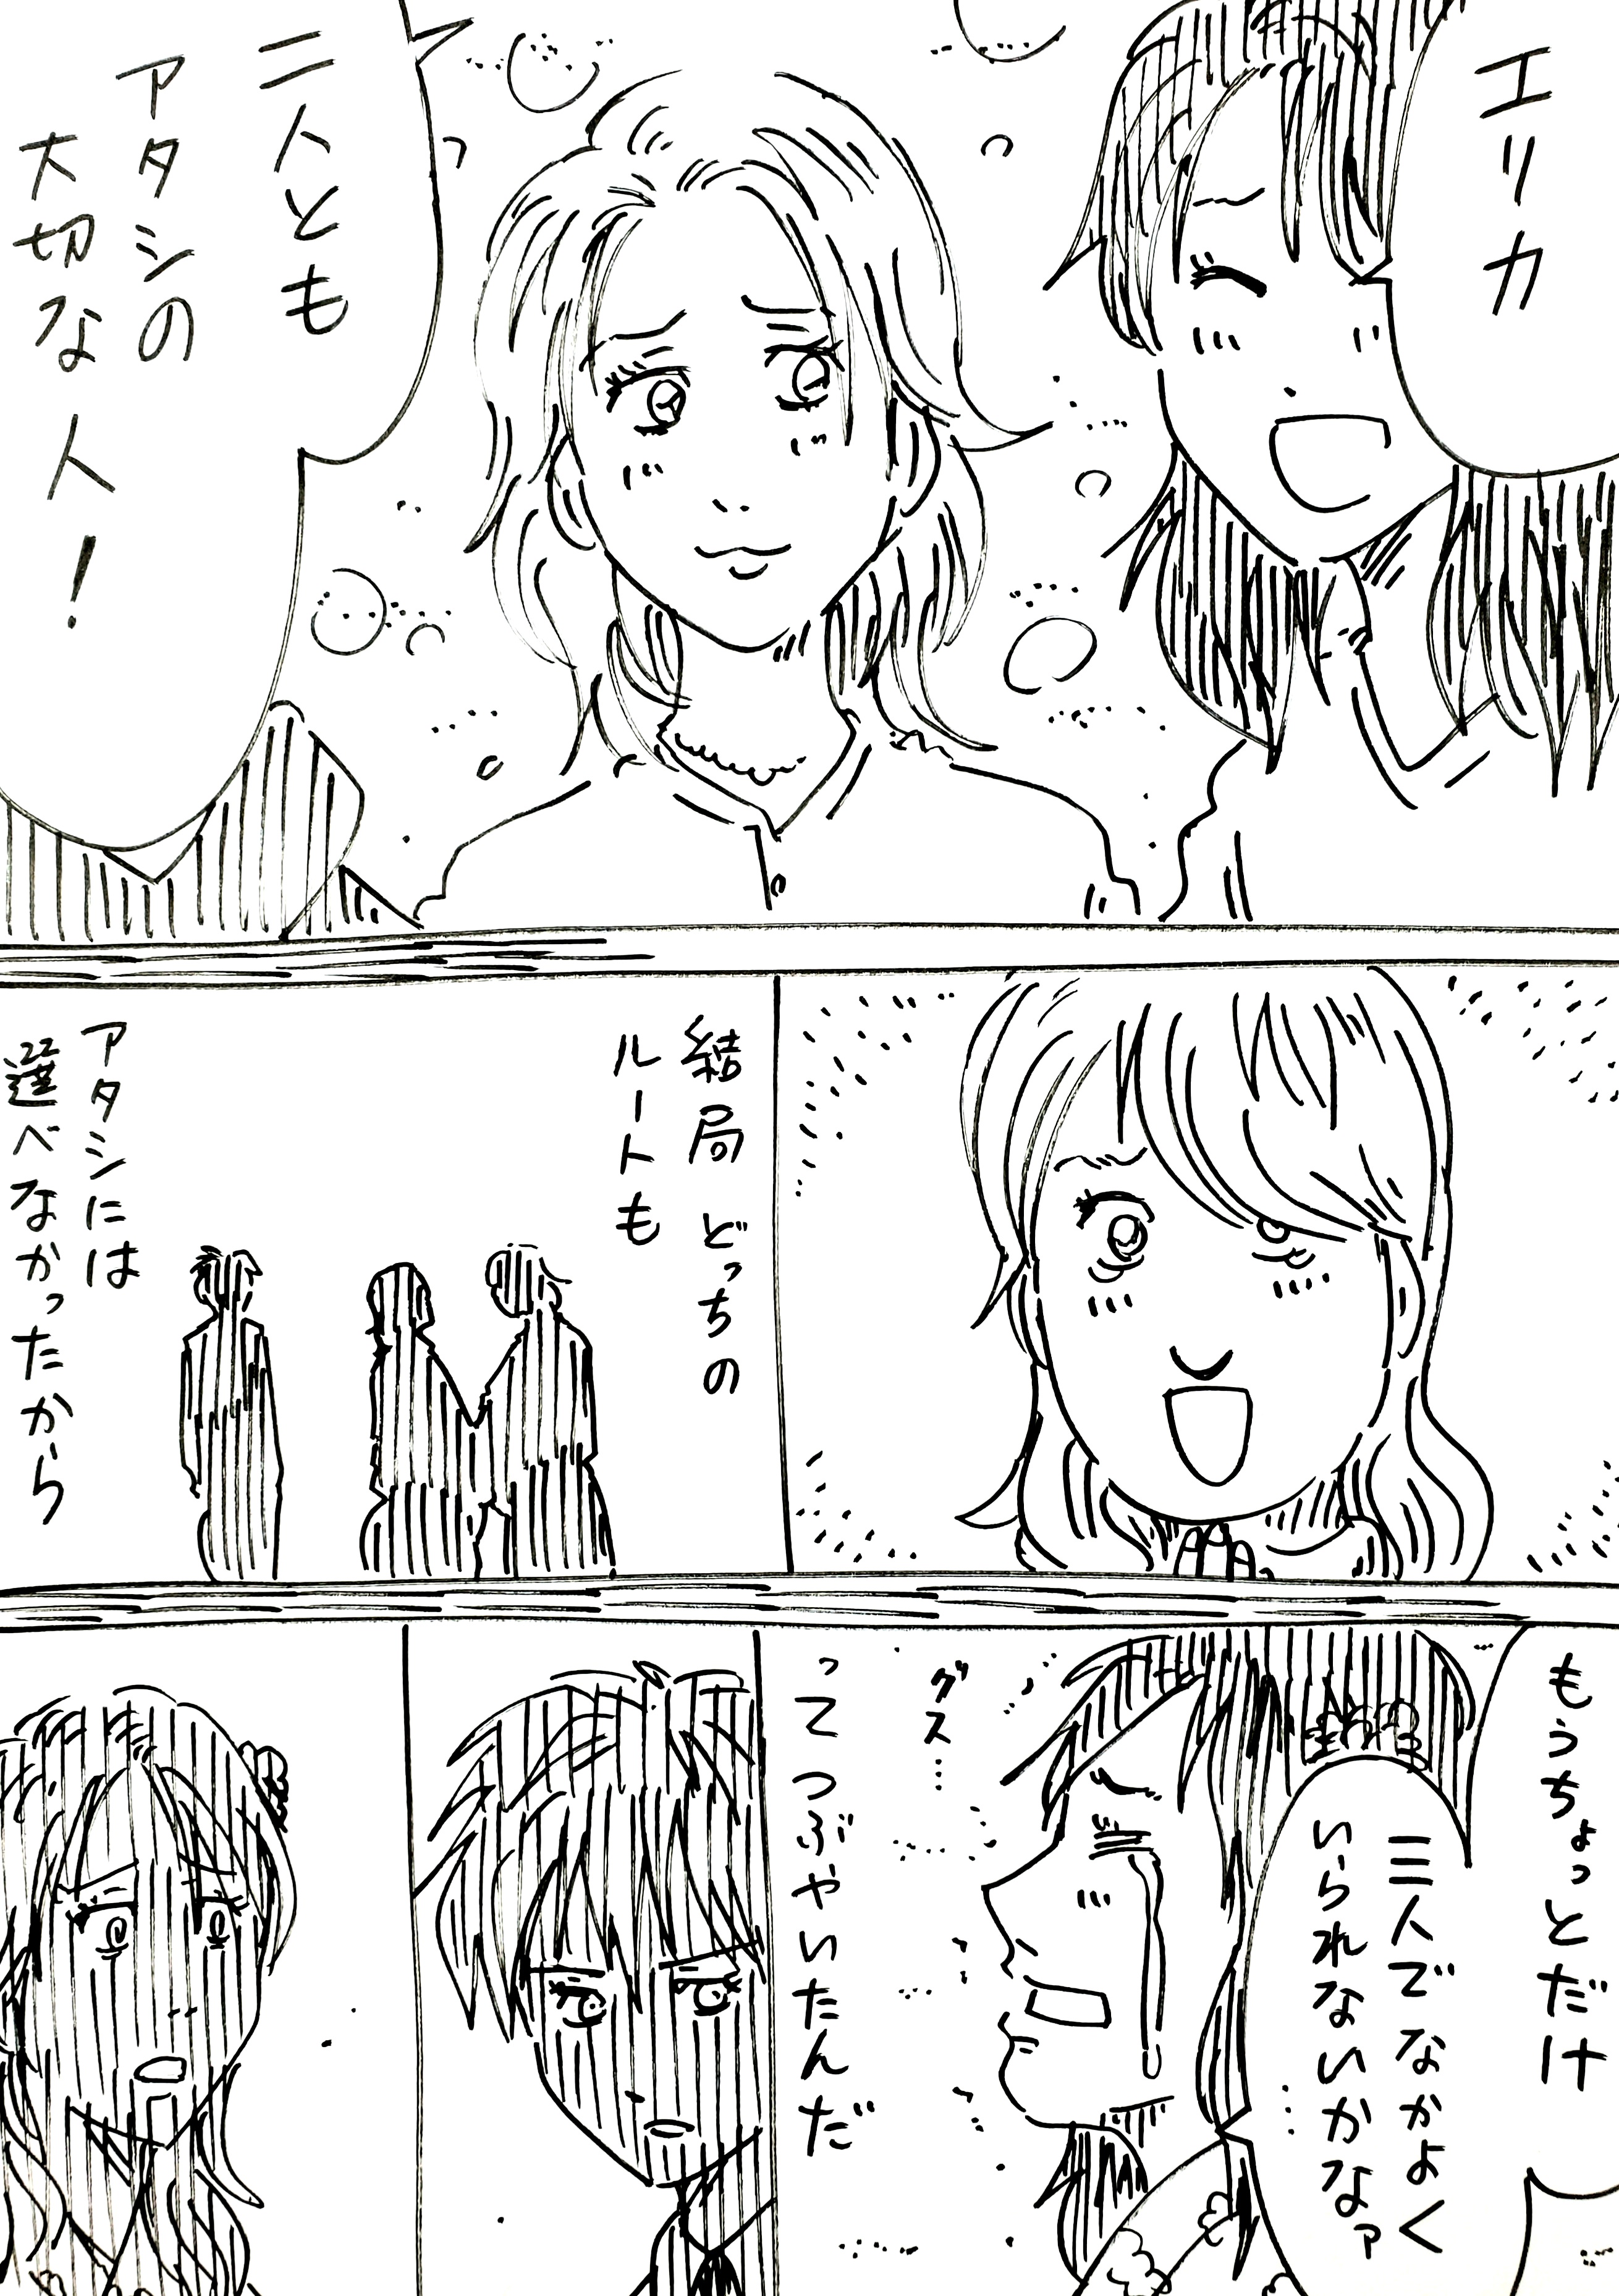 エリカ
二人とも
アタシの
大切な人！
結局どっちの
ルートも
アタシには
選べなかったから
もうちょっとだけ
三人でなかよく
いられないかなァ
グス…
ってつぶやいたんだ